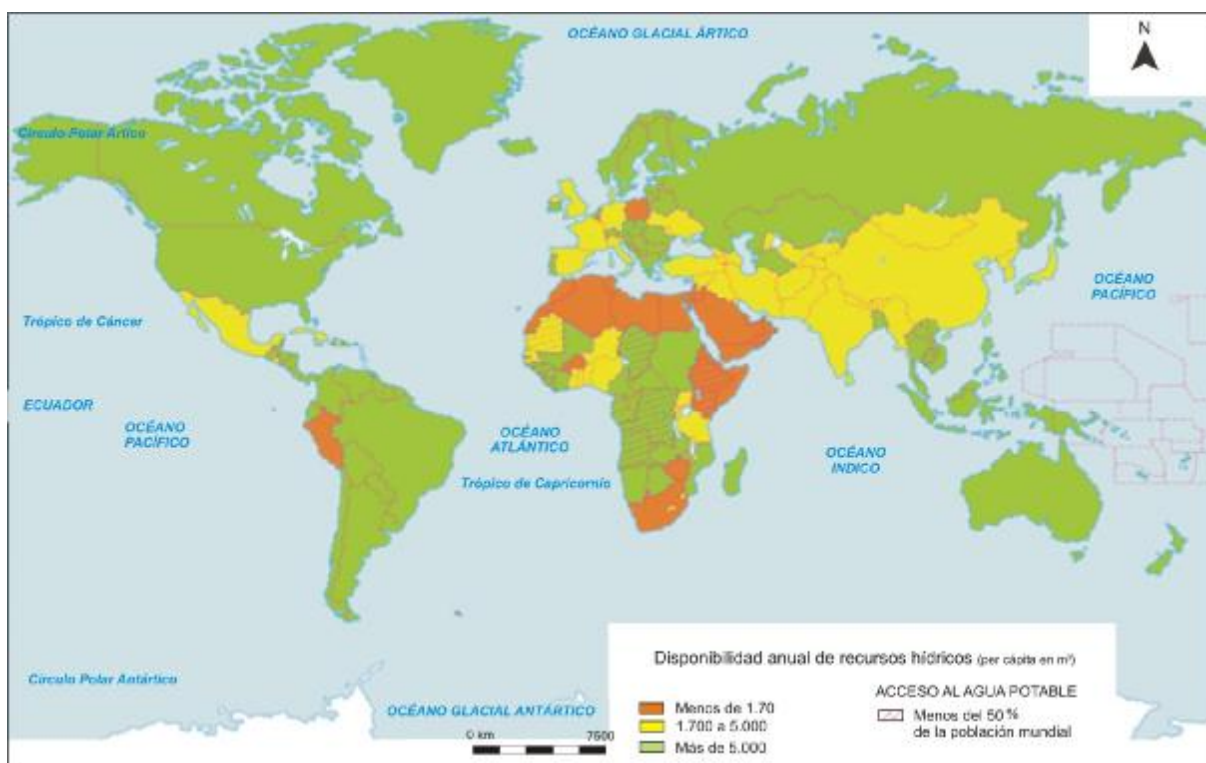 OCÉANO GLACIAL ÁRTICO
N
Círculo Polar Ártico
OCÉANO
PACÍFICO
Trópico de Cáncer
ECUADOR
OCÉANO
PACÍFICO
OCÉANO
ATLÁNTICO
OCÉANO
INDICO
Trópico de Capricornio
Disponibilidad anual de recursos hídricos (per cápita en m³)
Círculo Polar Antártico
ACCESO AL AGUA POTABLE
OCÉANO GLACIAL ANTÁRTICO
Menos de 1.70
1.700 a 5.000
Más de 5.000
Menos del 50 %
de la población mundial
0 km 7500